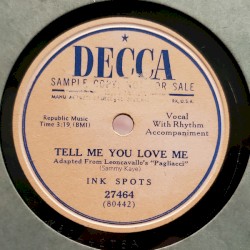 DECCA
SAMPLE COPY NOT FOR SALE
Republic Music
Time 3:19 (BMI)
Vocal
With Rhythm
Accompaniment
TELL ME YOU LOVE ME
Adapted From Leoncavallo's "Pagliacci"
(Sammy-Kaye)
INK SPOTS
27464
(80442)